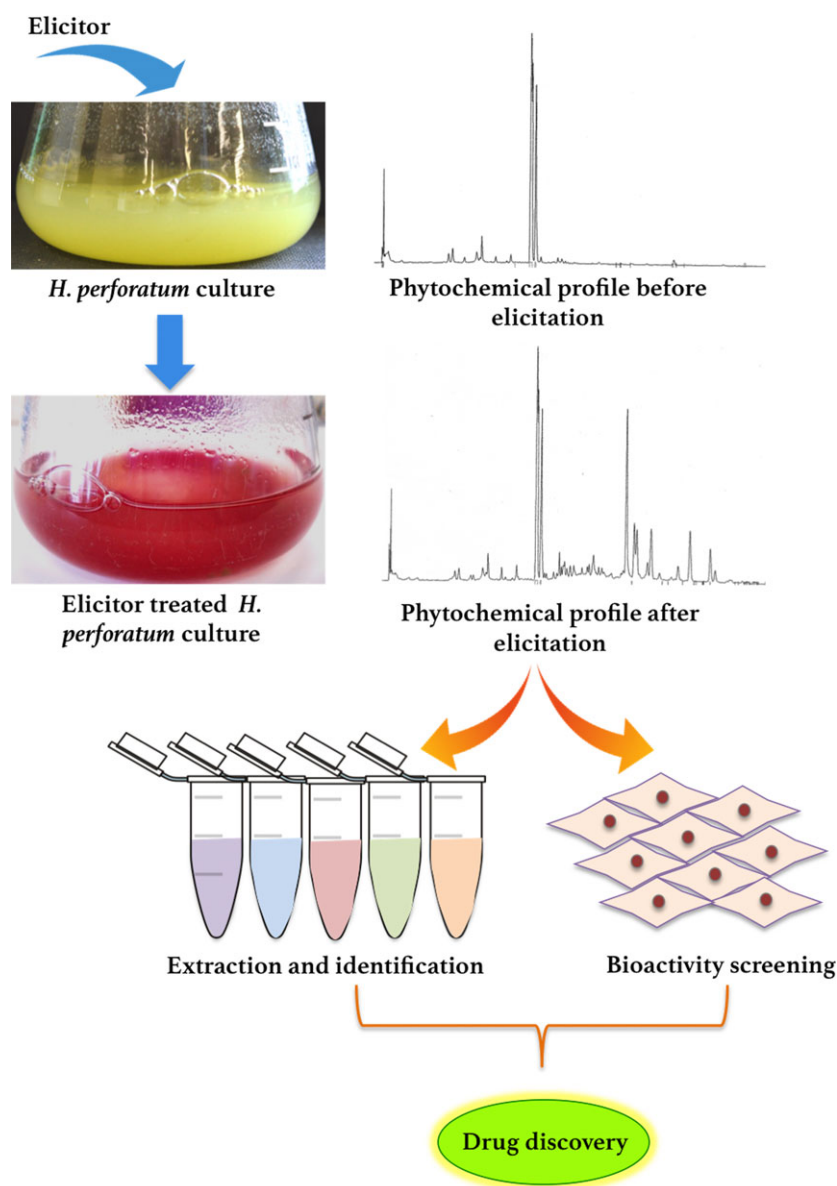 Elicitor
H. perforatum culture
Phytochemical profile before
elicitation
Elicitor treated H.
perforatum culture
Phytochemical profile after
elicitation
Extraction and identification
Bioactivity screening
Drug discovery